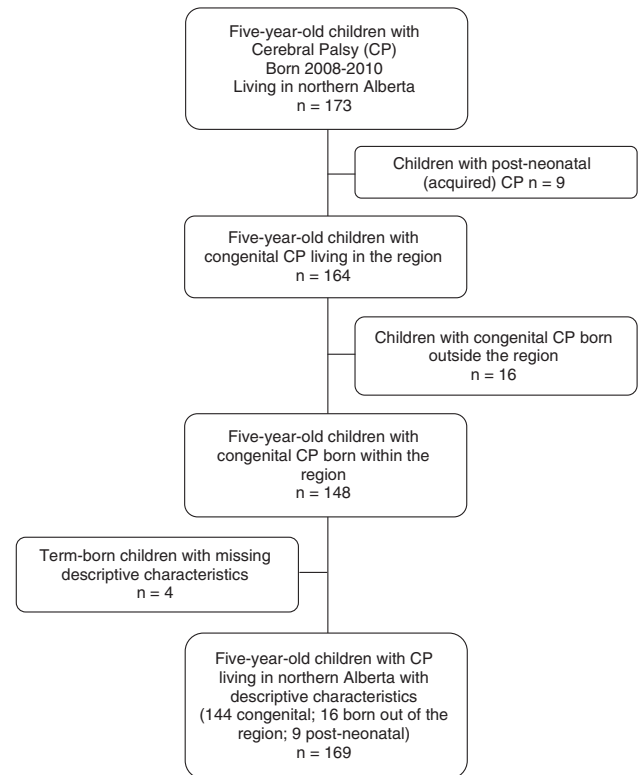 Five-year-old children with
Cerebral Palsy (CP)
Born 2008-2010
Living in northern Alberta
n = 173
Children with post-neonatal
(acquired) CP n = 9
Five-year-old children with
congenital CP living in the region
n = 164
Children with congenital CP born
outside the region
n = 16
Five-year-old children with
congenital CP born within the
region
n = 148
Term-born children with missing
descriptive characteristics
n = 4
Five-year-old children with CP
living in northern Alberta with
descriptive characteristics
(144 congenital; 16 born out of the
region; 9 post-neonatal)
n = 169